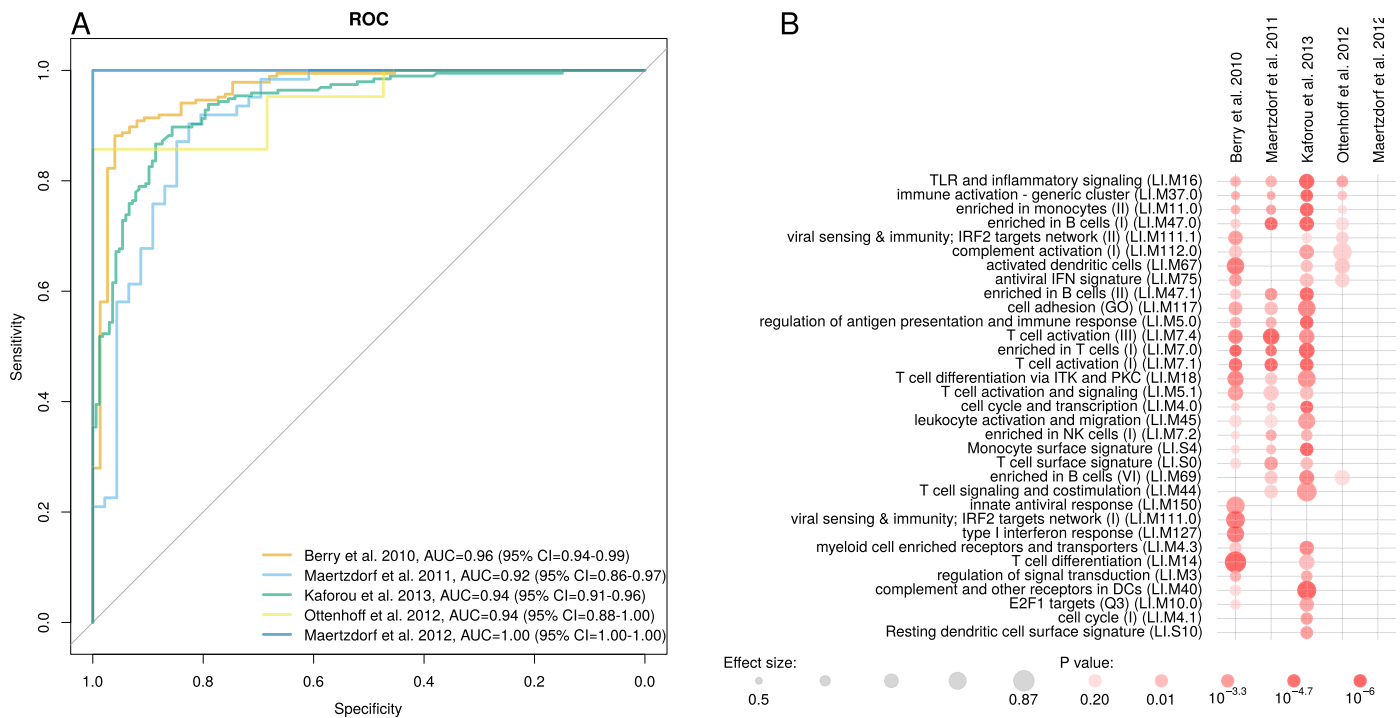 A
ROC
Sensitivity
1.0
0.8
0.6
0.4
0.2
0.0
Berry et al. 2010, AUC=0.96 (95% CI=0.94-0.99)
Maertzdorf et al. 2011, AUC=0.92 (95% CI=0.86-0.97)
Kaforou et al. 2013, AUC=0.94 (95% CI=0.91-0.96)
Ottenhoff et al. 2012, AUC=0.94 (95% CI=0.88-1.00)
Maertzdorf et al. 2012, AUC=1.00 (95% CI=1.00-1.00)
1.0 0.8 0.6 0.4 0.2 0.0
Specificity
B
Berry et al. 2010
Maertzdorf et al. 2011
Kaforou et al. 2013
Ottenhoff et al. 2012
Maertzdorf et al. 2012
TLR and inflammatory signaling (LI.M16)
immune activation - generic cluster (LI.M37.0)
enriched in monocytes (II) (LI.M11.0)
enriched in B cells (I) (LI.M47.0)
viral sensing & immunity; IRF2 targets network (II) (LI.M111.1)
complement activation (I) (LI.M112.0)
activated dendritic cells (LI.M67)
antiviral IFN signature (LI.M75)
enriched in B cells (II) (LI.M47.1)
cell adhesion (GO) (LI.M117)
regulation of antigen presentation and immune response (LI.M5.0)
T cell activation (III) (LI.M7.4)
enriched in T cells (I) (LI.M7.0)
T cell activation (I) (LI.M7.1)
T cell differentiation via ITK and PKC (LI.M18)
T cell activation and signaling (LI.M5.1)
cell cycle and transcription (LI.M4.0)
leukocyte activation and migration (LI.M45)
enriched in NK cells (I) (LI.M7.2)
Monocyte surface signature (LI.S4)
T cell surface signature (LI.S0)
enriched in B cells (VI) (LI.M69)
T cell signaling and costimulation (LI.M44)
innate antiviral response (LI.M150)
viral sensing & immunity; IRF2 targets network (I) (LI.M111.0)
type I interferon response (LI.M127)
myeloid cell enriched receptors and transporters (LI.M4.3)
T cell differentiation (LI.M14)
regulation of signal transduction (LI.M3)
complement and other receptors in DCs (LI.M40)
E2F1 targets (Q3) (LI.M10.0)
cell cycle (I) (LI.M4.1)
Resting dendritic cell surface signature (LI.S10)
Effect size: P value:
0.5 0.87 0.20 0.01 10−3.3 10−4.7 10−6